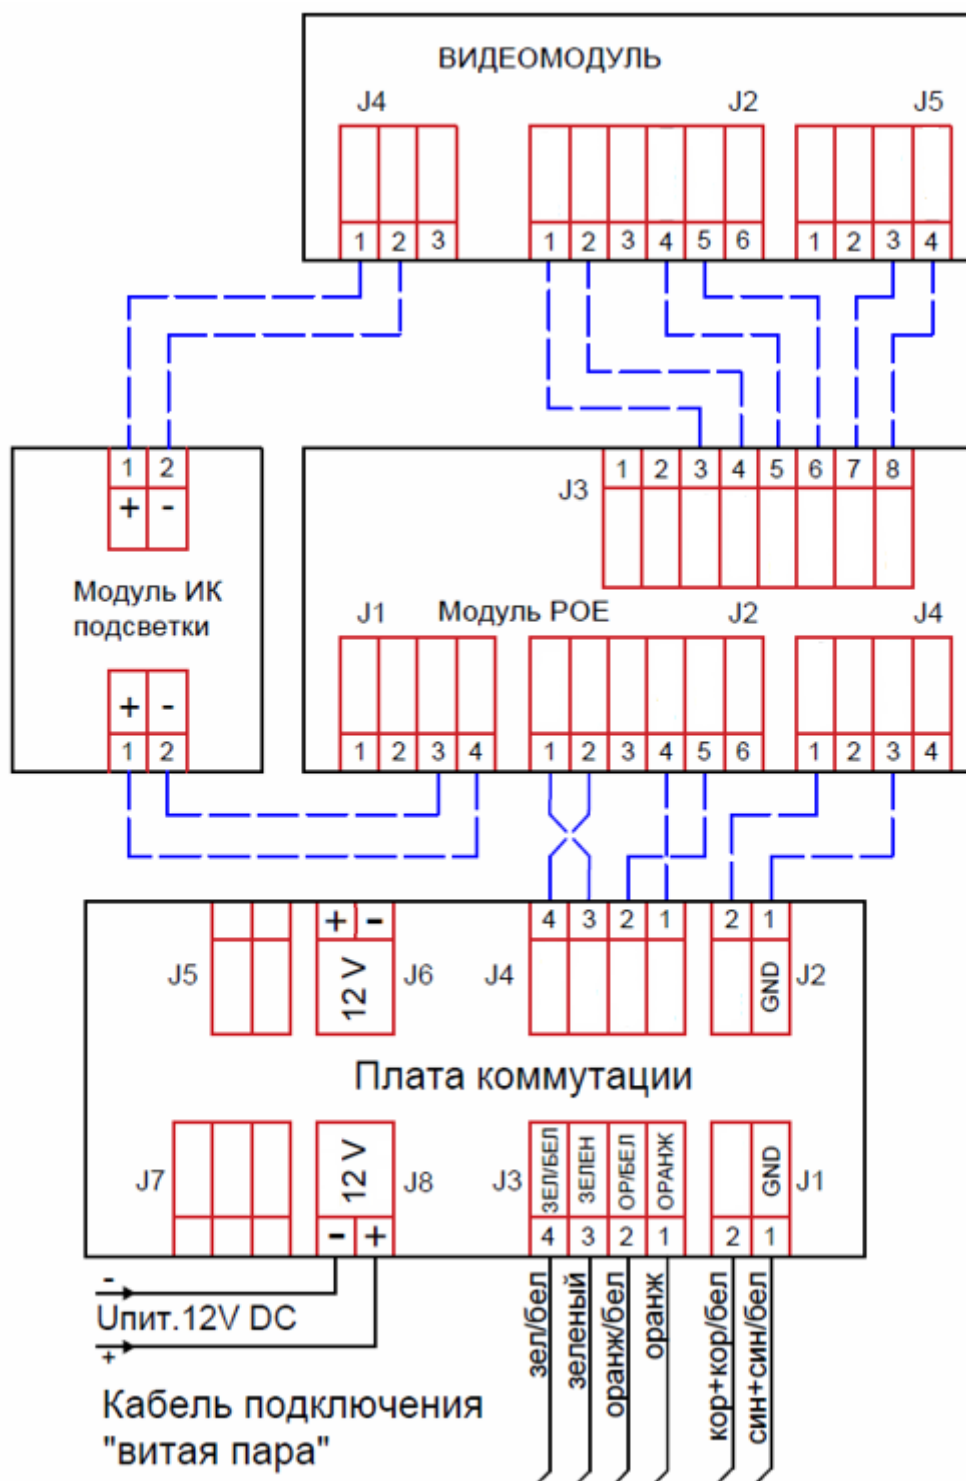 ВИДЕОМОДУЛЬ
J4 J2 J5
1 2 3 1 2 3 4 5 6 1 2 3 4
1 2 1 2 3 4 5 6 7 8
+ - J3
Модуль ИК
подсветки
J1 Модуль POE J2 J4
+ -
1 2 1 2 3 4 1 2 3 4 5 6 1 2 3 4
+ - 4 3 2 1 2 1
J5 12 V J6 J4 GND J2
Плата коммутации
J7 12 V J8 J3 ЗЕЛ/БЕЛ ЗЕЛЕН ОР/БЕЛ ОРАНЖ GND J1
- + 4 3 2 1 2 1
-
Uпит.12V DC
+
зел/бел зеленый оранж/бел оранж кор+кор/бел син+син/бел
Кабель подключения
"витая пара"